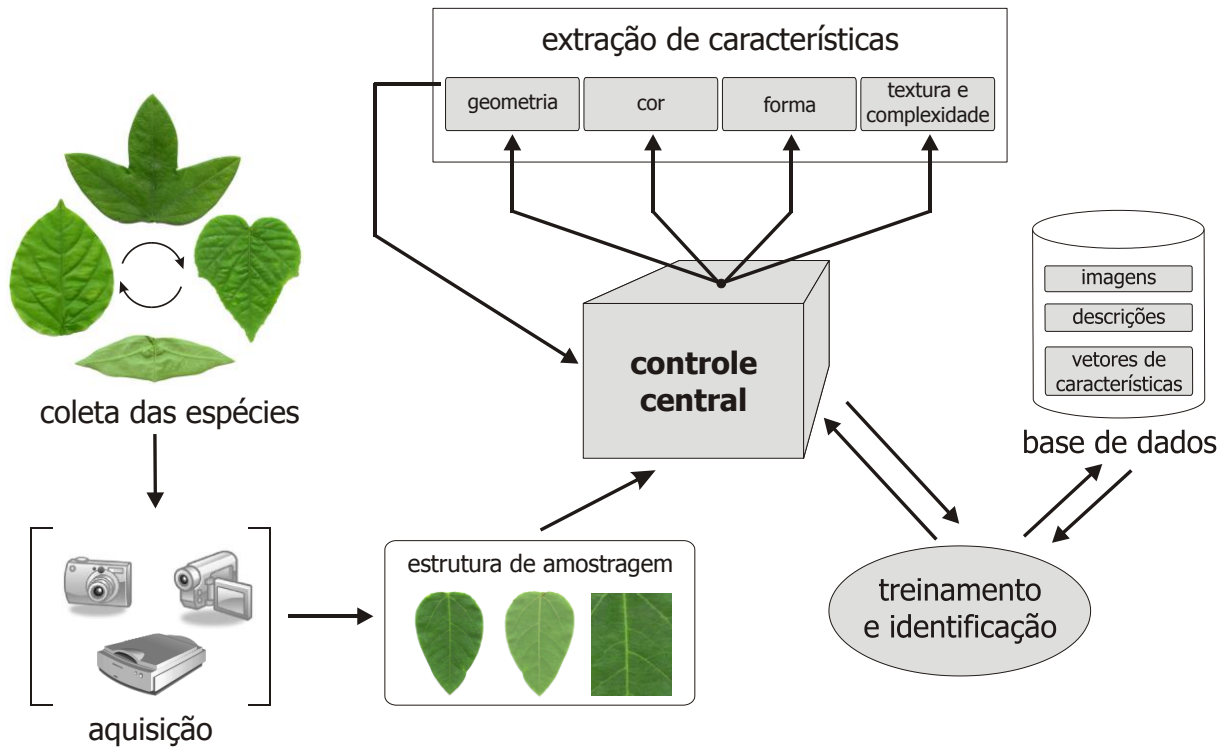 extração de características
geometria
cor
forma
textura e
complexidade
coleta das espécies
controle
central
imagens
descrições
vetores de
características
base de dados
estrutura de amostragem
treinamento
e identificação
aquisição